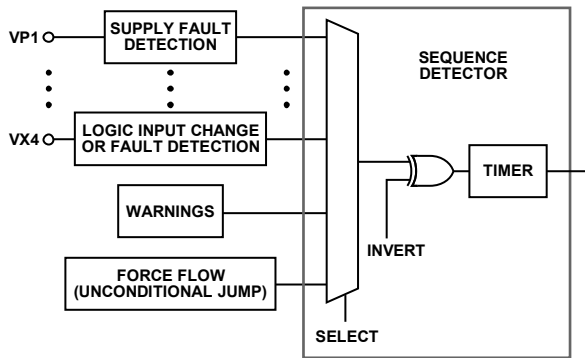 VP1
SUPPLY FAULT
DETECTION
SEQUENCE
DETECTOR
VX4
LOGIC INPUT CHANGE
OR FAULT DETECTION
TIMER
WARNINGS
INVERT
FORCE FLOW
(UNCONDITIONAL JUMP)
SELECT